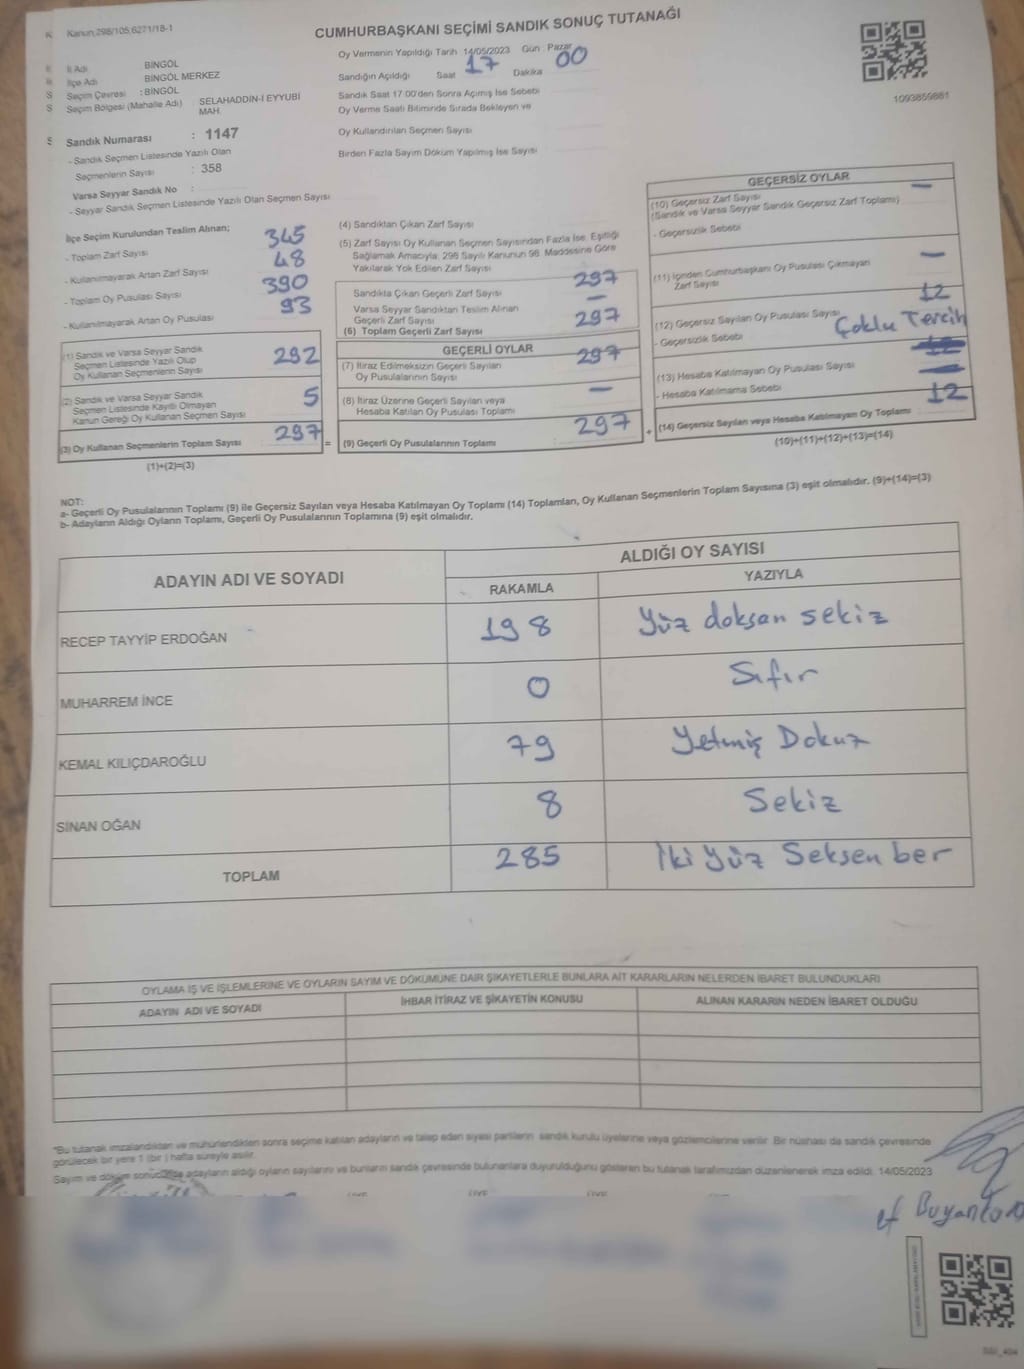 Kanun;298/105;6271/18-1
CUMHURBAŞKANI SEÇİMİ SANDIK SONUÇ TUTANAĞI
İl Adı BİNGÖL
İlçe Adı BİNGÖL MERKEZ
Seçim Çevresi : BİNGÖL
Seçim Bölgesi (Mahalle Adı) SELAHADDİN-İ EYYUBİ
MAH.
Sandık Numarası : 1147
- Sandık Seçmen Listesinde Yazılı Olan
Seçmenlerin Sayısı : 358
Varsa Seyyar Sandık No :
- Seyyar Sandık Seçmen Listesinde Yazılı Olan Seçmen Sayısı
Oy Vermenin Yapıldığı Tarih 14/05/2023 Gün Pazar
Sandığın Açıldığı Saat 17 Dakika 00
Sandık Saat 17:00'den Sonra Açımış İse Sebebi
Oy Verme Saati Bitiminde Sırada Bekleyen ve
Oy Kullandırılan Seçmen Sayısı
Birden Fazla Sayım Döküm Yapılmış İse Sayısı
1093859881
İlçe Seçim Kurulundan Teslim Alınan;
- Toplam Zarf Sayısı 345
- Kullanılmayarak Artan Zarf Sayısı 48
- Toplam Oy Pusulası Sayısı 390
- Kullanılmayarak Artan Oy Pusulası 93
(1) Sandık ve Varsa Seyyar Sandık
Seçmen Listesinde Yazılı Olup
Oy Kullanan Seçmenlerin Sayısı 292
(2) Sandık ve Varsa Seyyar Sandık
Seçmen Listesinde Kayıtlı Olmayan
Kanun Gereği Oy Kullanan Seçmen Sayısı 5
(3) Oy Kullanan Seçmenlerin Toplam Sayısı 297 =
(1)+(2)=(3)
(4) Sandıktan Çıkan Zarf Sayısı
(5) Zarf Sayısı Oy Kullanan Seçmen Sayısından Fazla İse, Eşitliği
Sağlamak Amacıyla; 298 Sayılı Kanunun 98. Maddesine Göre
Yakılarak Yok Edilen Zarf Sayısı
Sandıkta Çıkan Geçerli Zarf Sayısı 297
Varsa Seyyar Sandıktan Teslim Alınan
Geçerli Zarf Sayısı —
(6) Toplam Geçerli Zarf Sayısı 297
GEÇERLİ OYLAR
(7) İtiraz Edilmeksizin Geçerli Sayılan
Oy Pusulalarının Sayısı 297
(8) İtiraz Üzerine Geçerli Sayılan veya
Hesaba Katılan Oy Pusulası Toplamı —
(9) Geçerli Oy Pusulalarının Toplamı 297 +
GEÇERSİZ OYLAR
(10) Geçersiz Zarf Sayısı —
(Sandık ve Varsa Seyyar Sandık Geçersiz Zarf Toplamı)
- Geçersizlik Sebebi
(11) İçinden Cumhurbaşkanı Oy Pusulası Çıkmayan
Zarf Sayısı —
(12) Geçersiz Sayılan Oy Pusulası Sayısı 12
- Geçersizlik Sebebi Çoklu Tercih
(13) Hesaba Katılmayan Oy Pusulası Sayısı
- Hesaba Katılmama Sebebi —
(14) Geçersiz Sayılan veya Hesaba Katılmayan Oy Toplamı 12
(10)+(11)+(12)+(13)=(14)
NOT:
a- Geçerli Oy Pusulalarının Toplamı (9) ile Geçersiz Sayılan veya Hesaba Katılmayan Oy Toplamı (14) Toplamları, Oy Kullanan Seçmenlerin Toplam Sayısına (3) eşit olmalıdır. (9)+(14)=(3)
b- Adayların Aldığı Oyların Toplamı, Geçerli Oy Pusulalarının Toplamına (9) eşit olmalıdır.
ADAYIN ADI VE SOYADI ALDIĞI OY SAYISI
RAKAMLA YAZIYLA
RECEP TAYYİP ERDOĞAN 198 Yüz doksan sekiz
MUHARREM İNCE 0 Sıfır
KEMAL KILIÇDAROĞLU 79 Yetmiş Dokuz
SİNAN OĞAN 8 Sekiz
TOPLAM 285 İki Yüz Seksen ber
OYLAMA İŞ VE İŞLEMLERİNE VE OYLARIN SAYIM VE DÖKÜMÜNE DAİR ŞİKAYETLERLE BUNLARA AİT KARARLARIN NELERDEN İBARET BULUNDUKLARI
ADAYIN ADI VE SOYADI İHBAR İTİRAZ VE ŞİKAYETİN KONUSU ALINAN KARARIN NEDEN İBARET OLDUĞU
*Bu tutanak imzalandıktan ve mühürlendikten sonra seçime katılan adayların ve talep eden siyasi partilerin sandık kurulu üyelerine veya gözlemcilerine verilir. Bir nüshası da sandık çevresinde
görülecek bir yere 1 (bir ) hafta süreyle asılır.
Sayım ve döküm sonucunda adayların aldığı oyların sayılarını ve bunların sandık çevresinde bulunanlara duyurulduğunu gösteren bu tutanak tarafımızdan düzenlenerek imza edildi. 14/05/2023